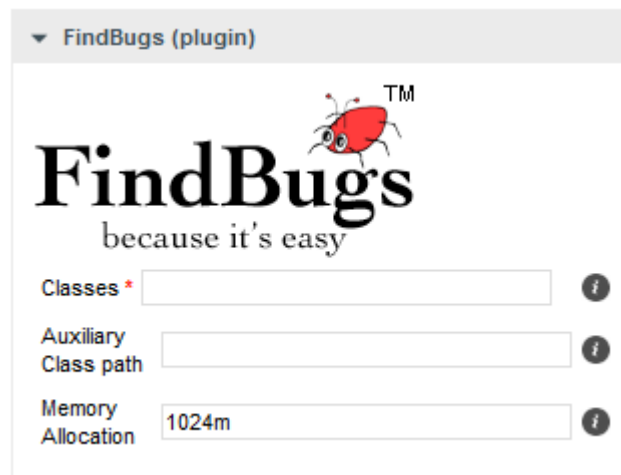 FindBugs (plugin)
TM
FindBugs
because it's easy
Classes *
Auxiliary
Class path
Memory
Allocation
1024m